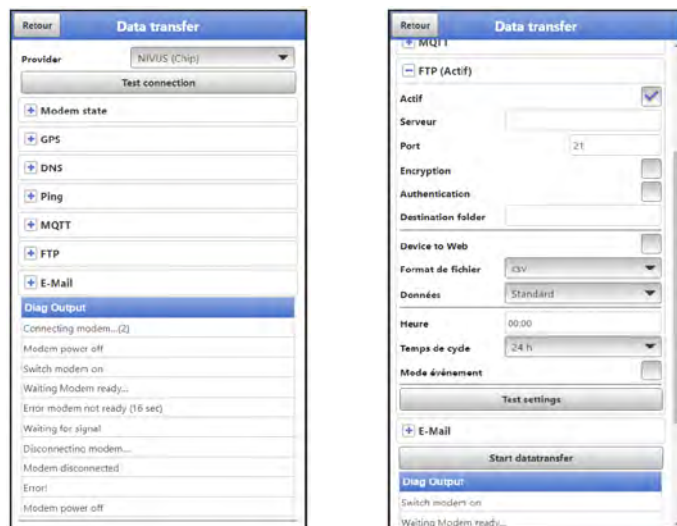 Retour Data transfer
Provider NIVUS (Chip)
Test connection
Modem state
GPS
DNS
Ping
MQTT
FTP
E-Mail
Diag Output
Connecting modem...(2)
Modem power off
Switch modem on
Waiting Modem ready...
Error modem not ready (16 sec)
Waiting for signal
Disconnecting modem...
Modem disconnected
Error!
Modem power off
Retour Data transfer
MQTT
FTP (Actif)
Actif
Serveur
Port 21
Encryption
Authentication
Destination folder
Device to Web
Format de fichier csv
Données Standard
Heure 00:00
Temps de cycle 24 h
Mode événement
Test settings
E-Mail
Start datatransfer
Diag Output
Switch modem on
Waiting Modem ready...